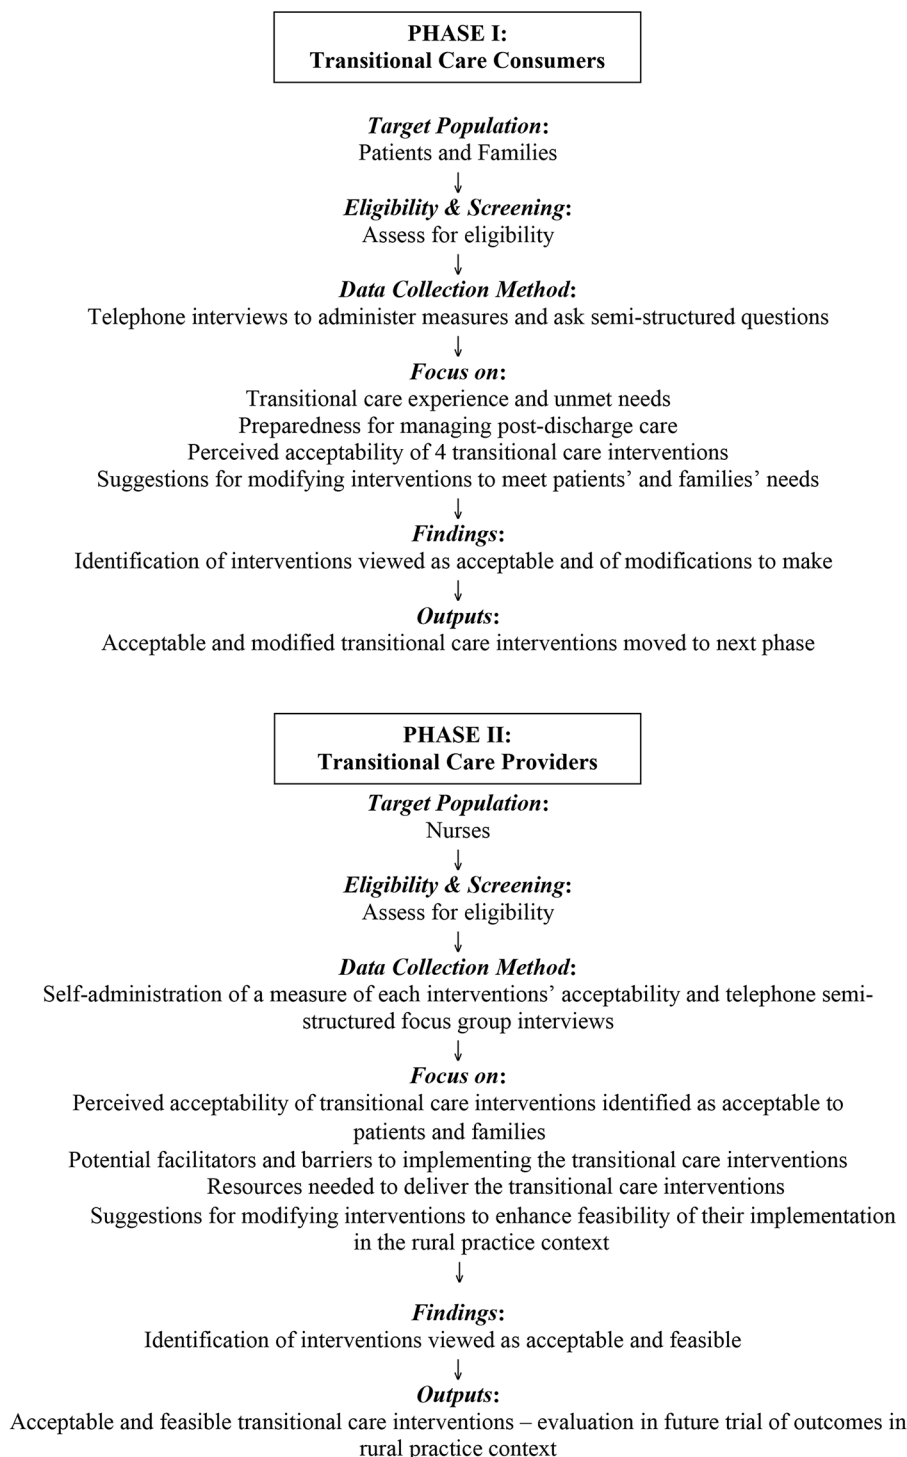 PHASE I:
Transitional Care Consumers
Target Population:
Patients and Families
↓
Eligibility & Screening:
Assess for eligibility
↓
Data Collection Method:
Telephone interviews to administer measures and ask semi-structured questions
↓
Focus on:
Transitional care experience and unmet needs
Preparedness for managing post-discharge care
Perceived acceptability of 4 transitional care interventions
Suggestions for modifying interventions to meet patients’ and families’ needs
↓
Findings:
Identification of interventions viewed as acceptable and of modifications to make
↓
Outputs:
Acceptable and modified transitional care interventions moved to next phase
PHASE II:
Transitional Care Providers
Target Population:
Nurses
↓
Eligibility & Screening:
Assess for eligibility
↓
Data Collection Method:
Self-administration of a measure of each interventions’ acceptability and telephone semi-
structured focus group interviews
↓
Focus on:
Perceived acceptability of transitional care interventions identified as acceptable to
patients and families
Potential facilitators and barriers to implementing the transitional care interventions
Resources needed to deliver the transitional care interventions
Suggestions for modifying interventions to enhance feasibility of their implementation
in the rural practice context
↓
Findings:
Identification of interventions viewed as acceptable and feasible
↓
Outputs:
Acceptable and feasible transitional care interventions – evaluation in future trial of outcomes in
rural practice context